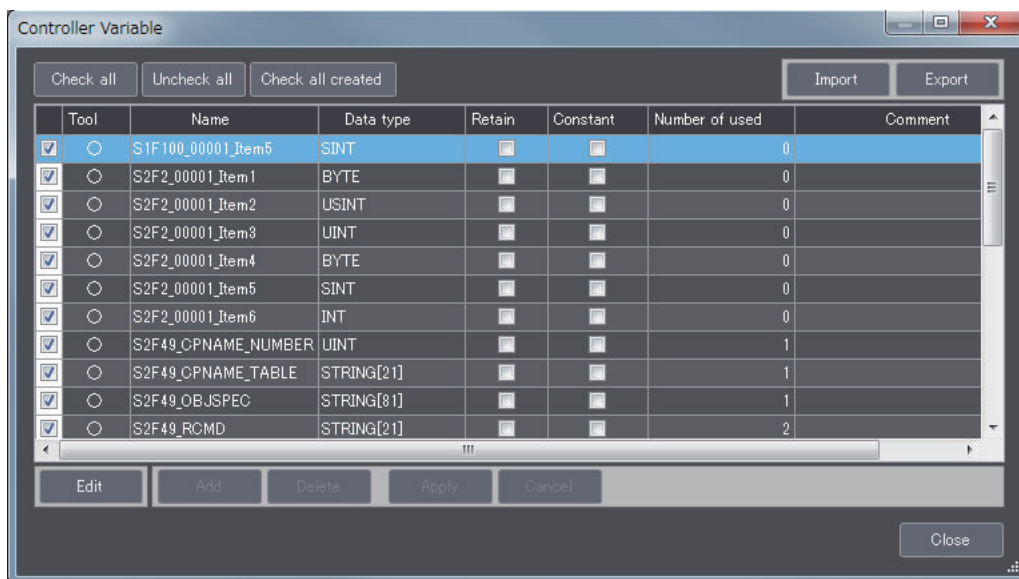 Controller Variable
Check all Uncheck all Check all created Import Export
Tool Name Data type Retain Constant Number of used Comment
S1F100_00001_Item5 SINT 0
S2F2_00001_Item1 BYTE 0
S2F2_00001_Item2 USINT 0
S2F2_00001_Item3 UINT 0
S2F2_00001_Item4 BYTE 0
S2F2_00001_Item5 SINT 0
S2F2_00001_Item6 INT 0
S2F49_CPNAME_NUMBER UINT 1
S2F49_CPNAME_TABLE STRING[21] 1
S2F49_OBJSPEC STRING[81] 1
S2F49_RCMD STRING[21] 2
Edit Add Delete Apply Cancel
Close